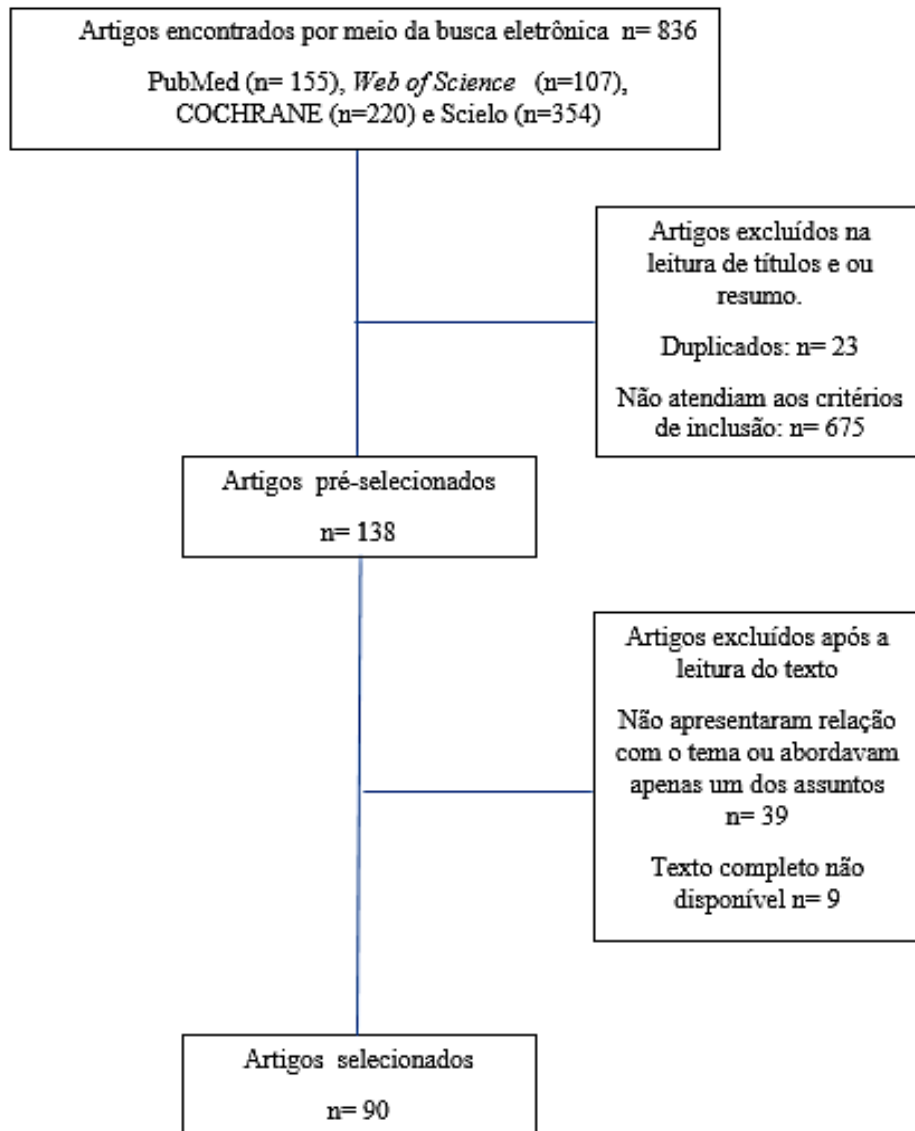 Artigos encontrados por meio da busca eletrônica n= 836
PubMed (n= 155), Web of Science (n=107),
COCHRANE (n=220) e Scielo (n=354)
Artigos excluídos na
leitura de títulos e ou
resumo.
Duplicados: n= 23
Não atendiam aos critérios
de inclusão: n= 675
Artigos pré-selecionados
n= 138
Artigos excluídos após a
leitura do texto
Não apresentaram relação
com o tema ou abordavam
apenas um dos assuntos
n= 39
Texto completo não
disponível n= 9
Artigos selecionados
n= 90